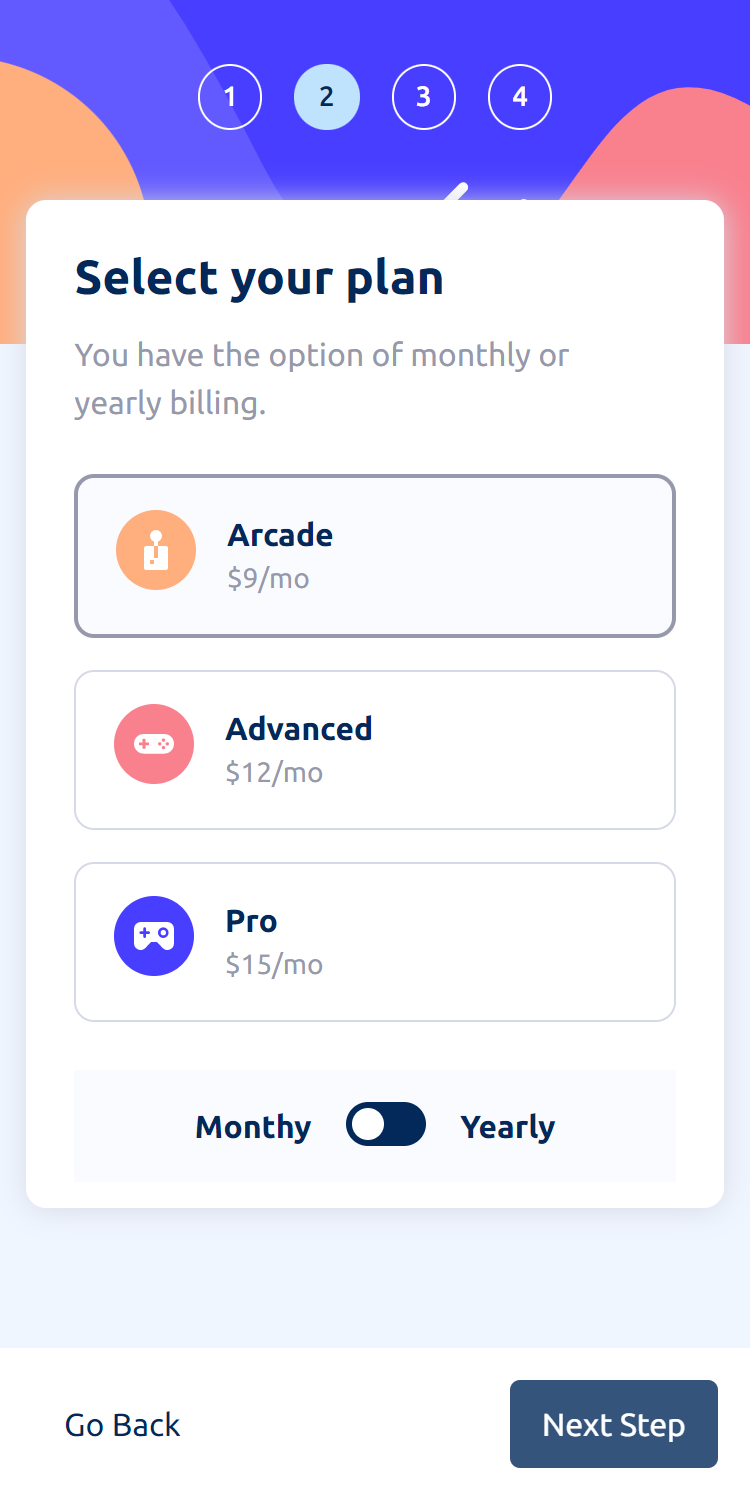 1 2 3 4
Select your plan
You have the option of monthly or
yearly billing.
Arcade
$9/mo
Advanced
$12/mo
Pro
$15/mo
Monthy Yearly
Go Back Next Step